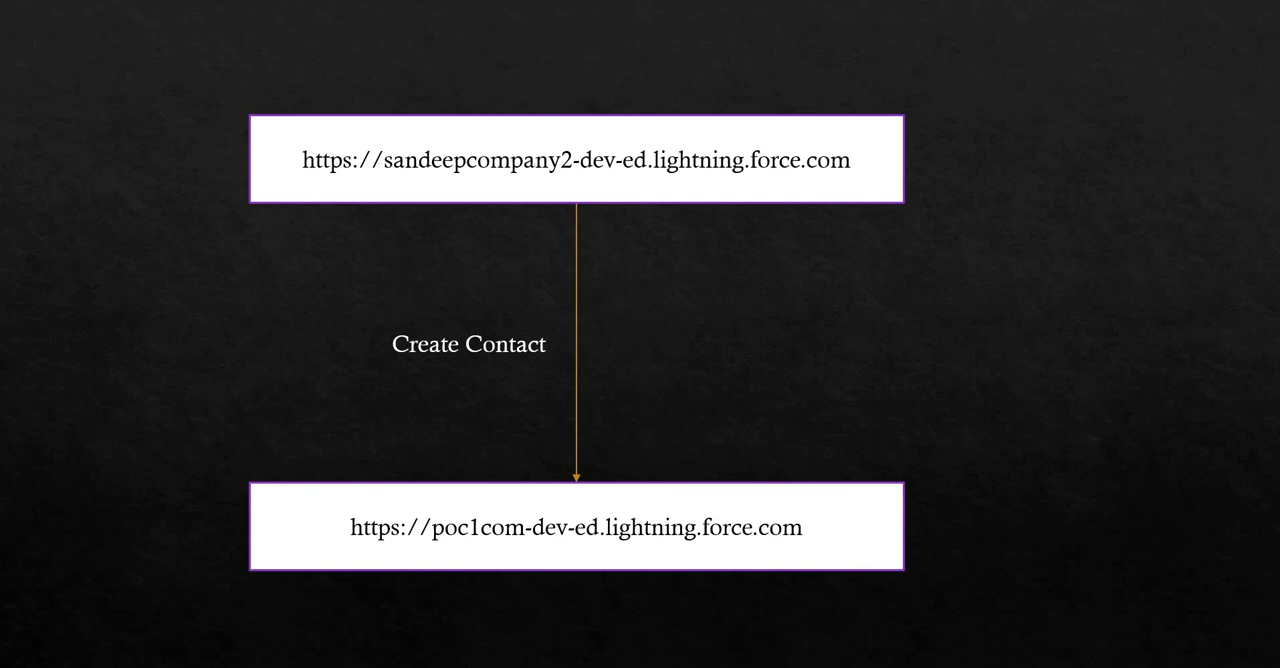 https://sandeepcompany2-dev-ed.lightning.force.com
Create Contact
https://poc1com-dev-ed.lightning.force.com